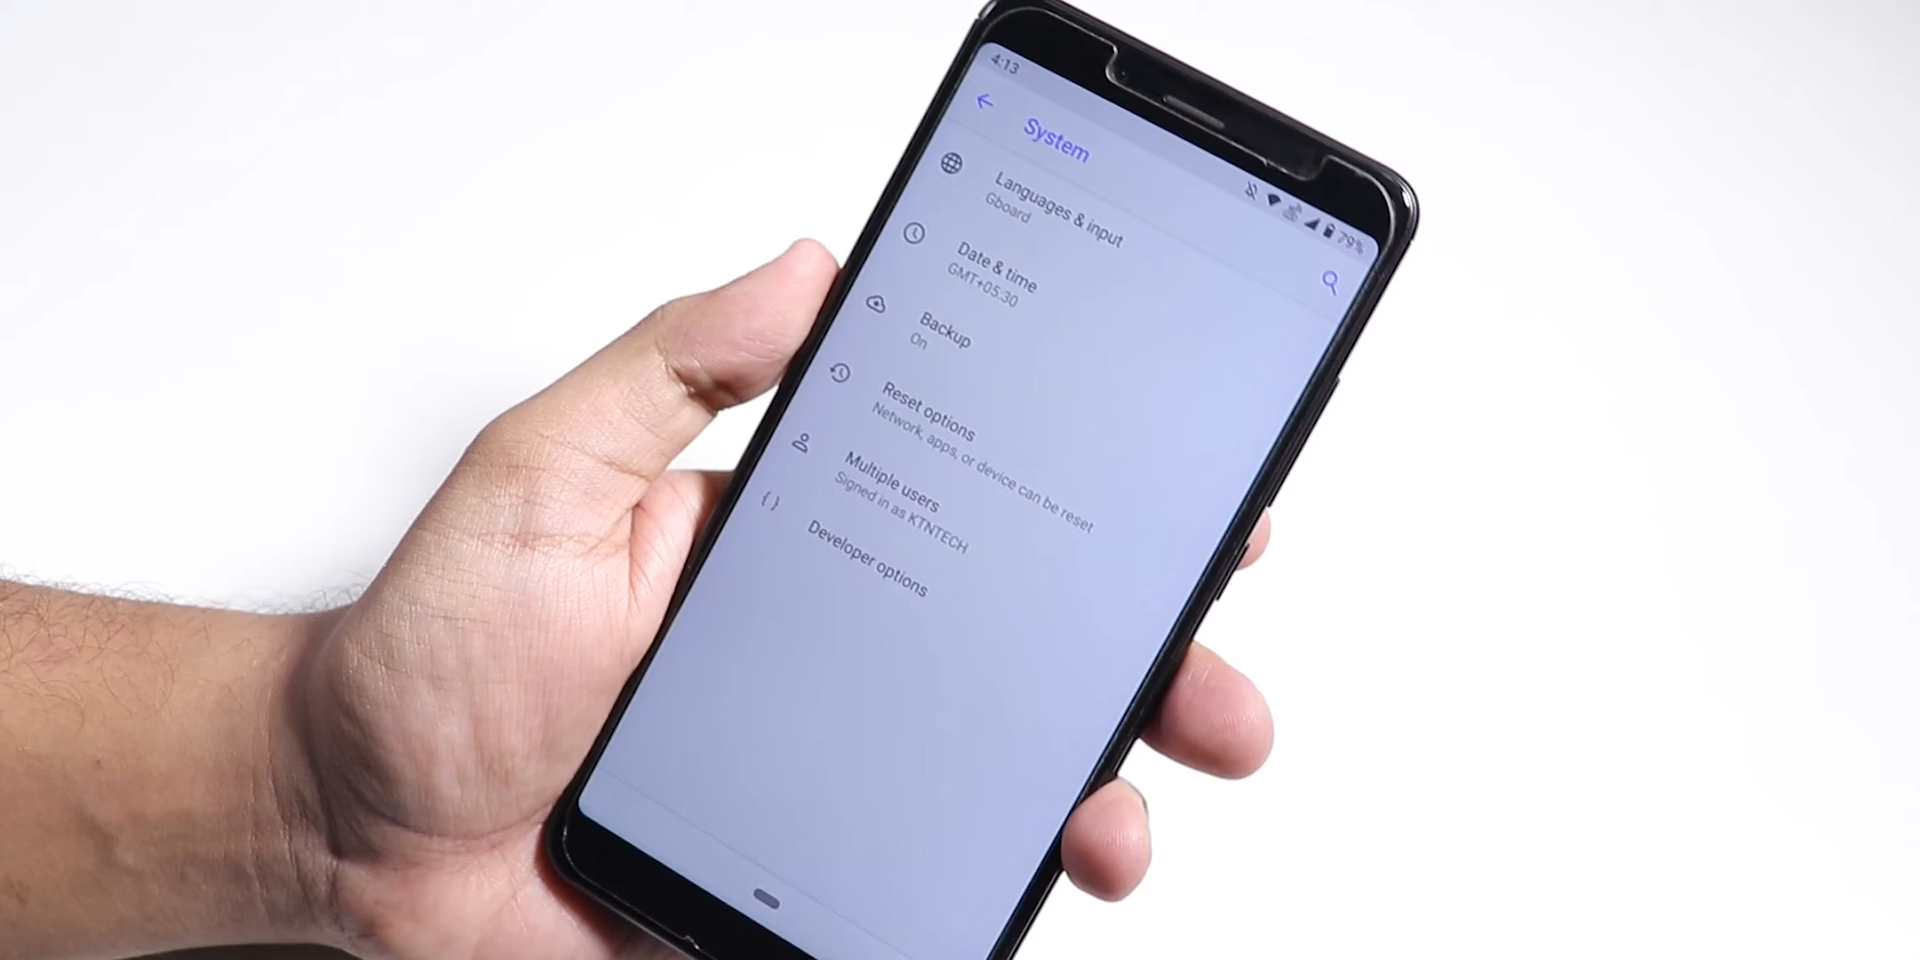 4:13
79%
System
Languages & input
Gboard
Date & time
GMT+05:30
Backup
On
Reset options
Network, apps, or device can be reset
Multiple users
Signed in as KTNTECH
{ }
Developer options